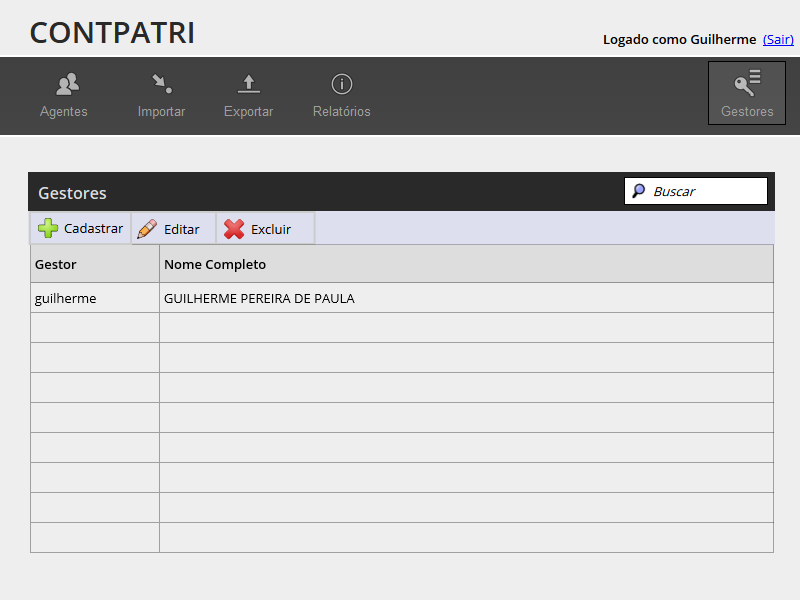 CONTPATRI
Logado como Guilherme (Sair)
Agentes Importar Exportar Relatórios Gestores
Gestores Buscar
Cadastrar Editar Excluir
Gestor Nome Completo
guilherme GUILHERME PEREIRA DE PAULA